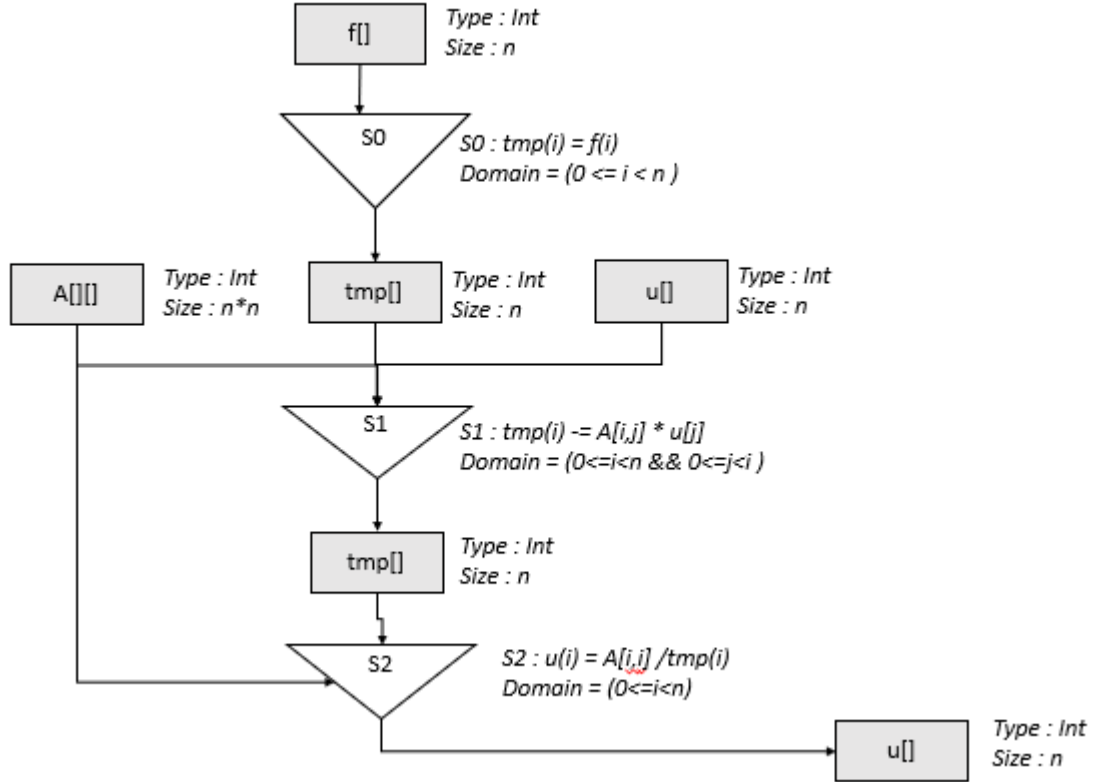 f[]
Type : Int
Size : n
S0
S0 : tmp(i) = f(i)
Domain = (0 <= i < n )
A[][]
Type : Int
Size : n*n
tmp[]
Type : Int
Size : n
u[]
Type : Int
Size : n
S1
S1 : tmp(i) -= A[i,j] * u[j]
Domain = (0<=i<n && 0<=j<i )
tmp[]
Type : Int
Size : n
S2
S2 : u(i) = A[i,i] /tmp(i)
Domain = (0<=i<n)
u[]
Type : Int
Size : n